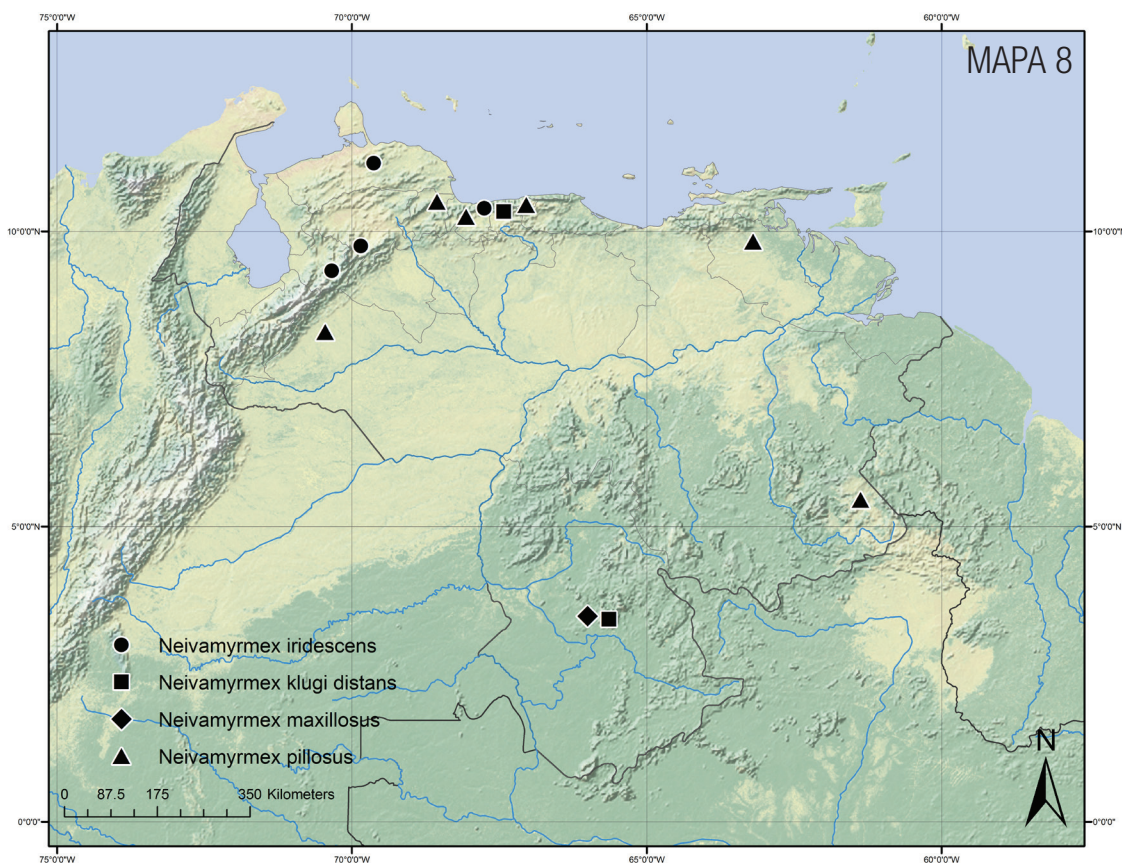 75°0'0"W 70°0'0"W 65°0'0"W 60°0'0"W
MAPA 8
10°0'0"N 10°0'0"N
5°0'0"N 5°0'0"N
Neivamyrmex iridescens
Neivamyrmex klugi distans
Neivamyrmex maxillosus
Neivamyrmex pillosus
N
0 87.5 175 350 Kilometers
0°0'0" 0°0'0"
75°0'0"W 70°0'0"W 65°0'0"W 60°0'0"W